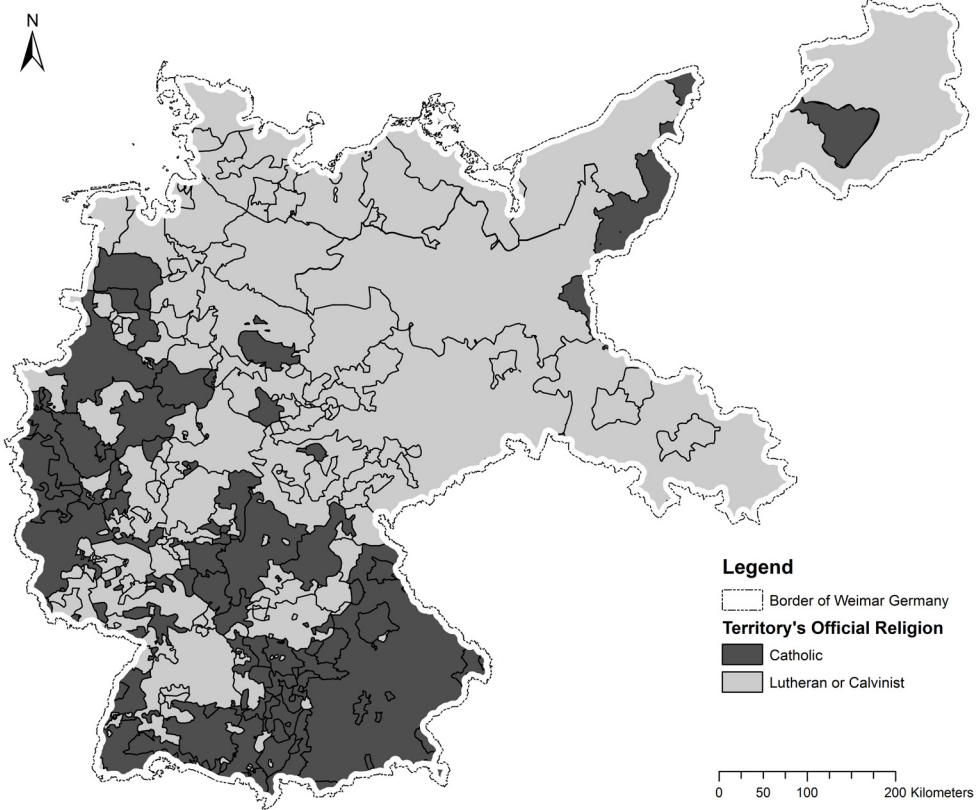 N
Legend
Border of Weimar Germany
Territory's Official Religion
Catholic
Lutheran or Calvinist
0 50 100 200 Kilometers